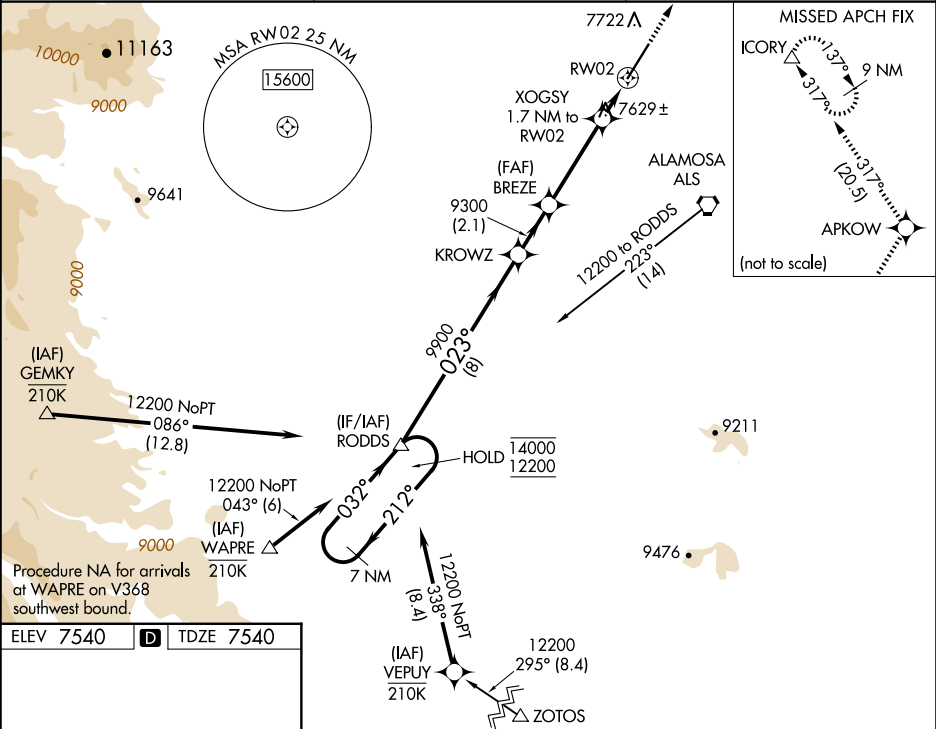 10000
11163
9000
9641
9000
MSA RW02 25 NM
15600
7722
RW02
XOGSY
1.7 NM to
RW02
7629±
(FAF)
BREZE
9300
(2.1)
KROWZ
ALAMOSA
ALS
12200 to RODDS
223°
(14)
MISSED APCH FIX
ICORY
137°
9 NM
317°
317°
(20.5)
APKOW
(not to scale)
9900
023°
(8)
(IAF)
GEMKY
210K
12200 NoPT
086°
(12.8)
(IF/IAF)
RODDS
HOLD
14000
12200
9211
032°
212°
7 NM
12200 NoPT
043° (6)
(IAF)
WAPRE
210K
9000
9476
Procedure NA for arrivals
at WAPRE on V368
southwest bound.
12200 NoPT
338°
(8.4)
(IAF)
VEPUY
210K
12200
295° (8.4)
ZOTOS
ELEV 7540
D
TDZE 7540